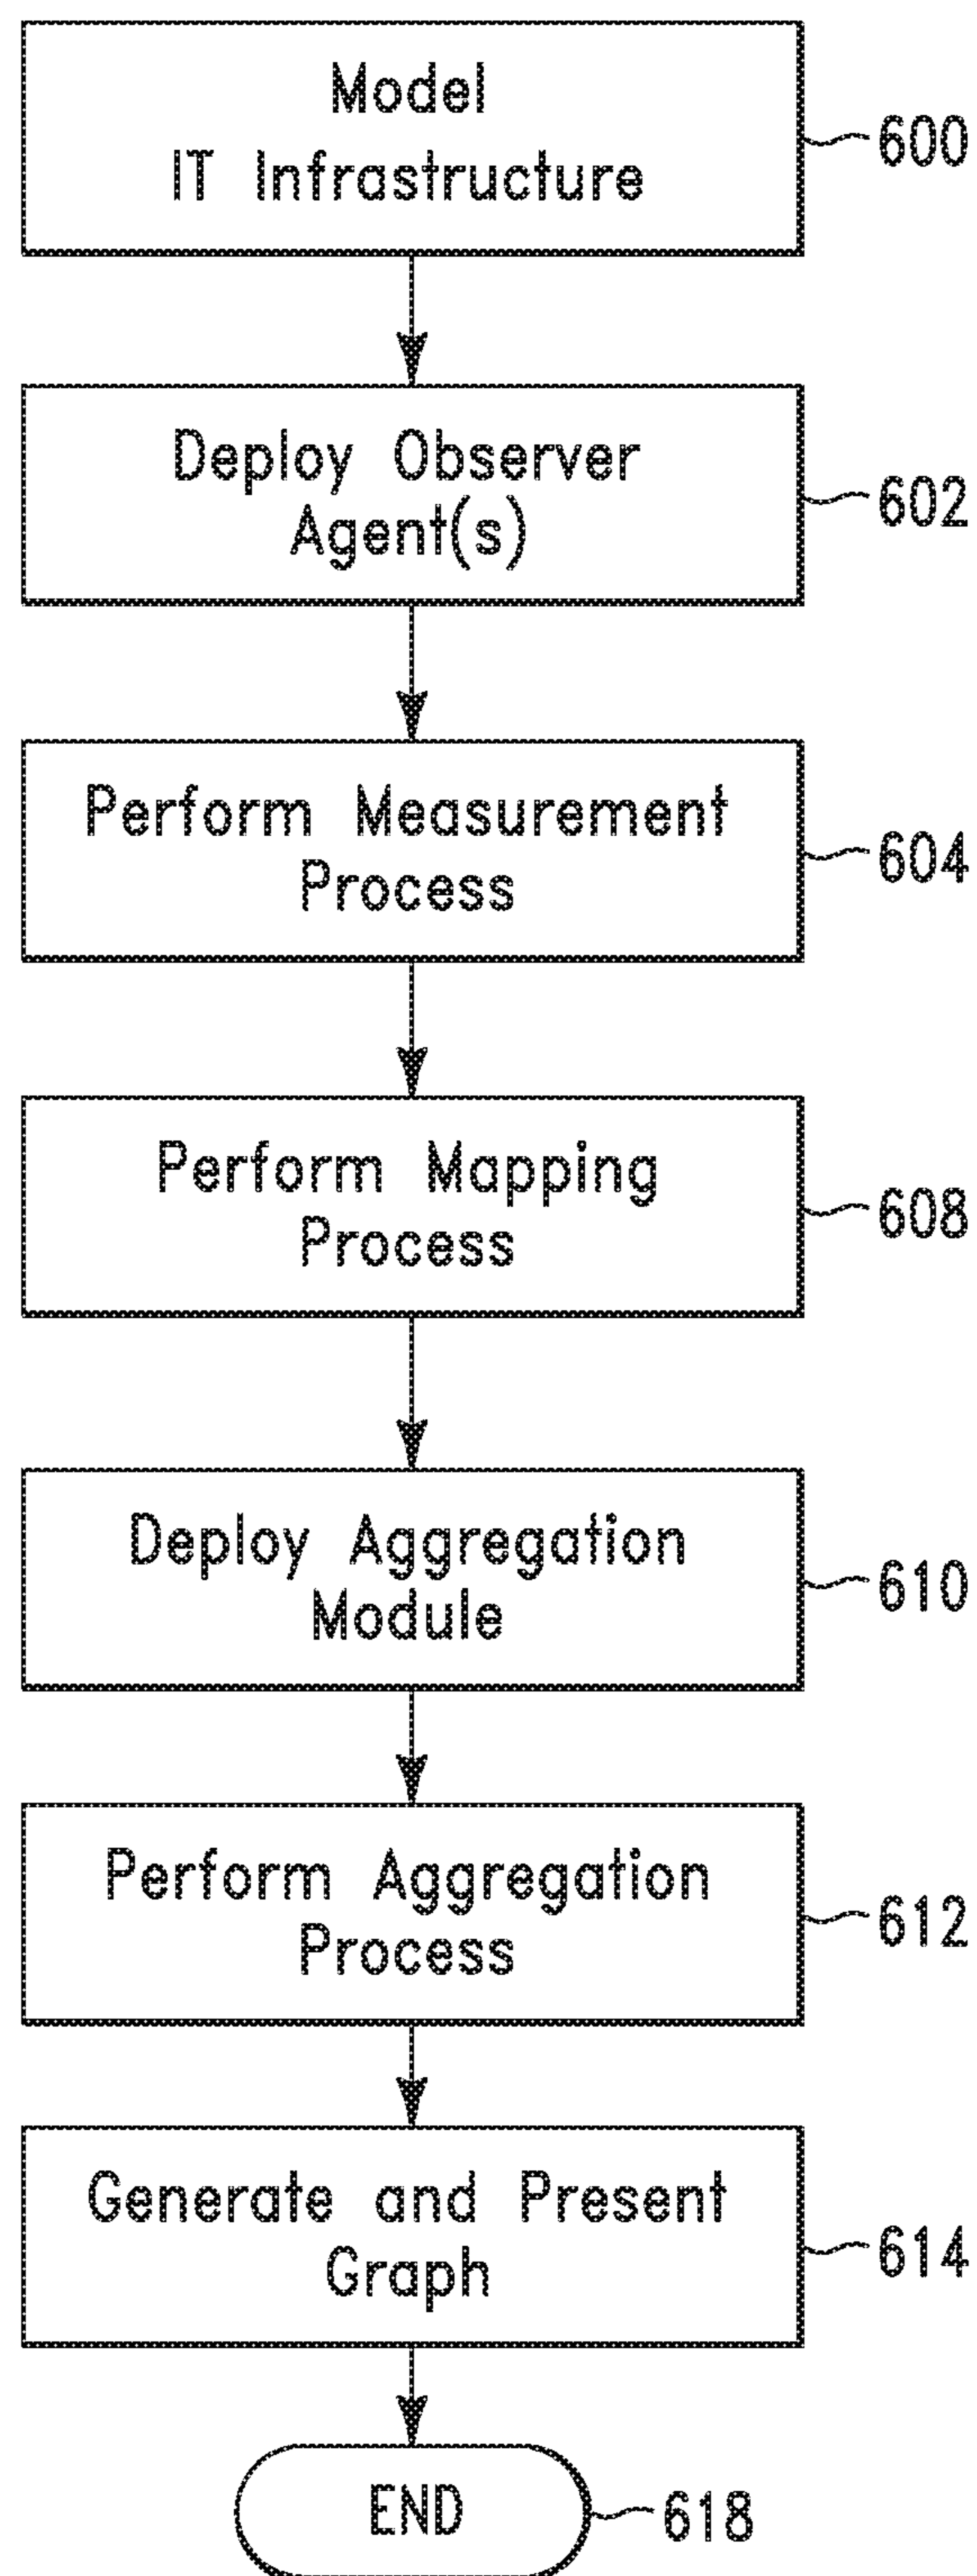 Model
IT Infrastructure
600
Deploy Observer
Agent(s)
602
Perform Measurement
Process
604
Perform Mapping
Process
608
Deploy Aggregation
Module
610
Perform Aggregation
Process
612
Generate and Present
Graph
614
END
618